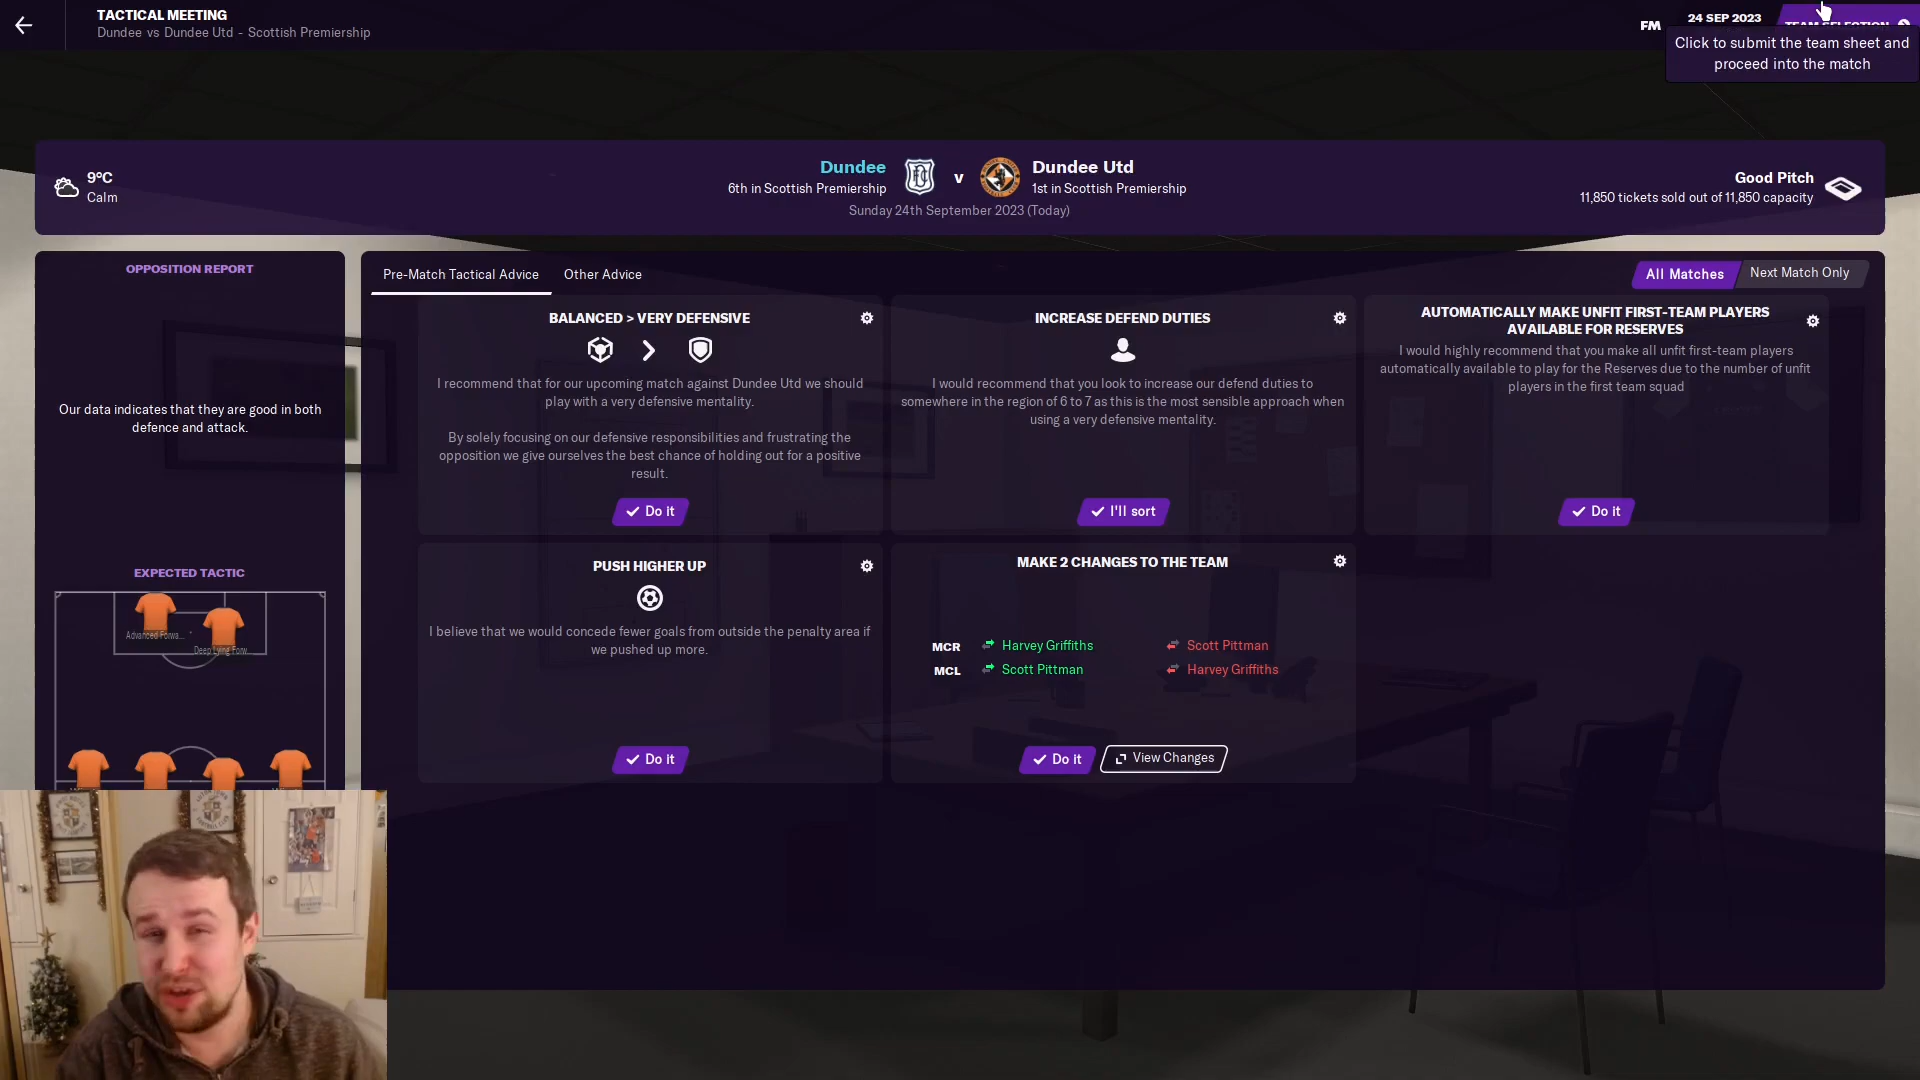 TACTICAL MEETING
Dundee vs Dundee Utd - Scottish Premiership
FM
24 SEP 2023
TEAM SELECTION
Click to submit the team sheet and
proceed into the match
9°C
Calm
Dundee
6th in Scottish Premiership
v
Dundee Utd
1st in Scottish Premiership
Sunday 24th September 2023 (Today)
Good Pitch
11,850 tickets sold out of 11,850 capacity
OPPOSITION REPORT
Our data indicates that they are good in both
defence and attack.
EXPECTED TACTIC
Advanced Forwa...
Deep Lying Forw
Pre-Match Tactical Advice
Other Advice
All Matches
Next Match Only
BALANCED > VERY DEFENSIVE
I recommend that for our upcoming match against Dundee Utd we should
play with a very defensive mentality.
By solely focusing on our defensive responsibilities and frustrating the
opposition we give ourselves the best chance of holding out for a positive
result.
Do it
INCREASE DEFEND DUTIES
I would recommend that you look to increase our defend duties to
somewhere in the region of 6 to 7 as this is the most sensible approach when
using a very defensive mentality.
I'll sort
AUTOMATICALLY MAKE UNFIT FIRST-TEAM PLAYERS
AVAILABLE FOR RESERVES
I would highly recommend that you make all unfit first-team players
automatically available to play for the Reserves due to the number of unfit
players in the first team squad
Do it
PUSH HIGHER UP
I believe that we would concede fewer goals from outside the penalty area if
we pushed up more.
Do it
MAKE 2 CHANGES TO THE TEAM
MCR Harvey Griffiths Scott Pittman
MCL Scott Pittman Harvey Griffiths
Do it
View Changes